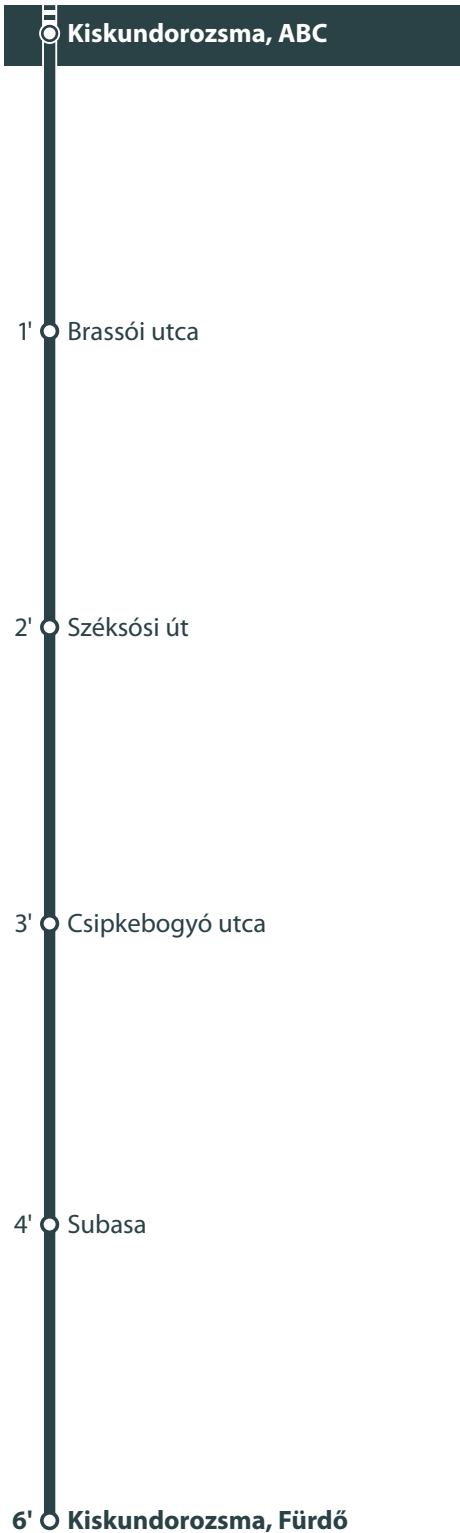 Kiskundorozsma, ABC
1' Brassói utca
2' Széksósi út
3' Csipkebogyó utca
4' Subasa
6' Kiskundorozsma, Fürdő